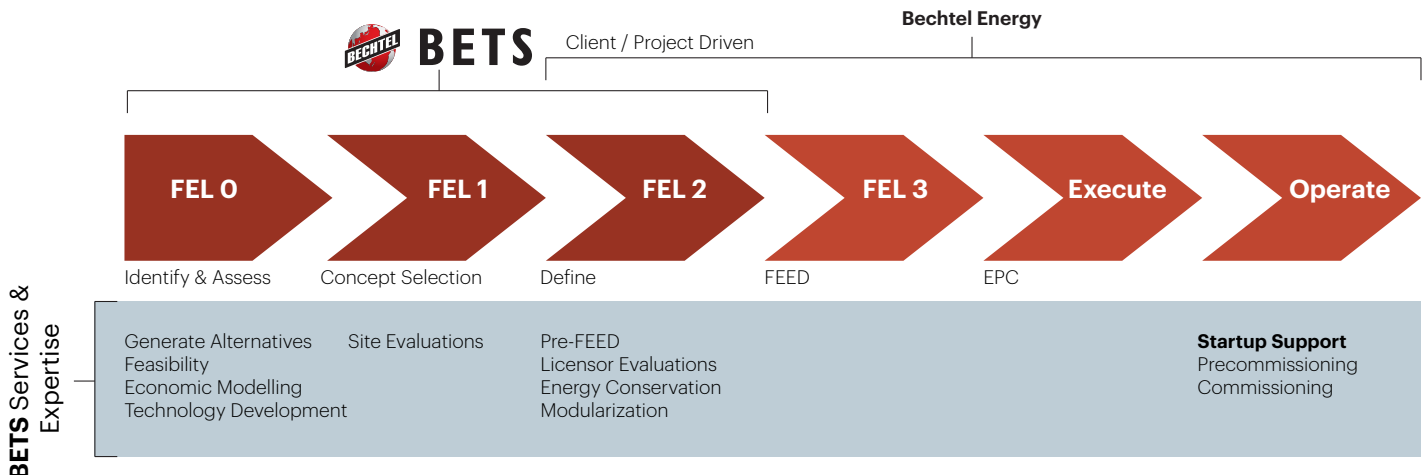 Bechtel Energy
BECHTEL
BETS
Client / Project Driven
FEL 0
FEL 1
FEL 2
FEL 3
Execute
Operate
Identify & Assess
Concept Selection
Define
FEED
EPC
BETS Services &
Expertise
Generate Alternatives
Feasibility
Economic Modelling
Technology Development
Site Evaluations
Pre-FEED
Licensor Evaluations
Energy Conservation
Modularization
Startup Support
Precommissioning
Commissioning